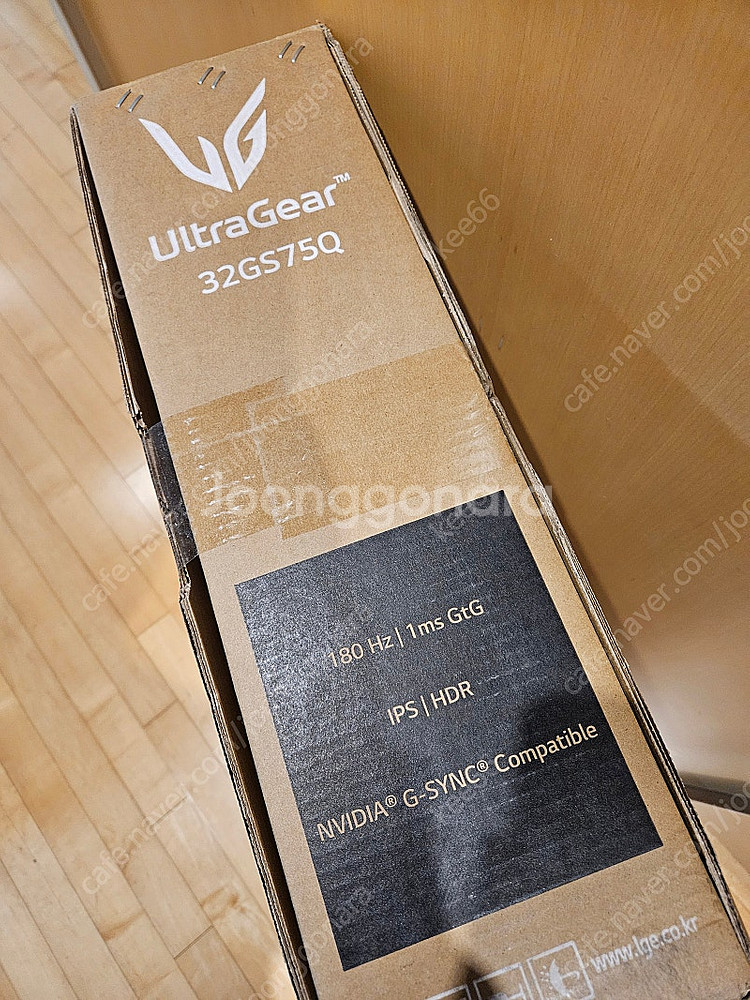 UltraGear™
32GS75Q
180 Hz | 1ms GtG
IPS | HDR
NVIDIA® G-SYNC® Compatible
www.lge.co.kr
Joonggonara
kee66
cafe.naver.com/joonggonara